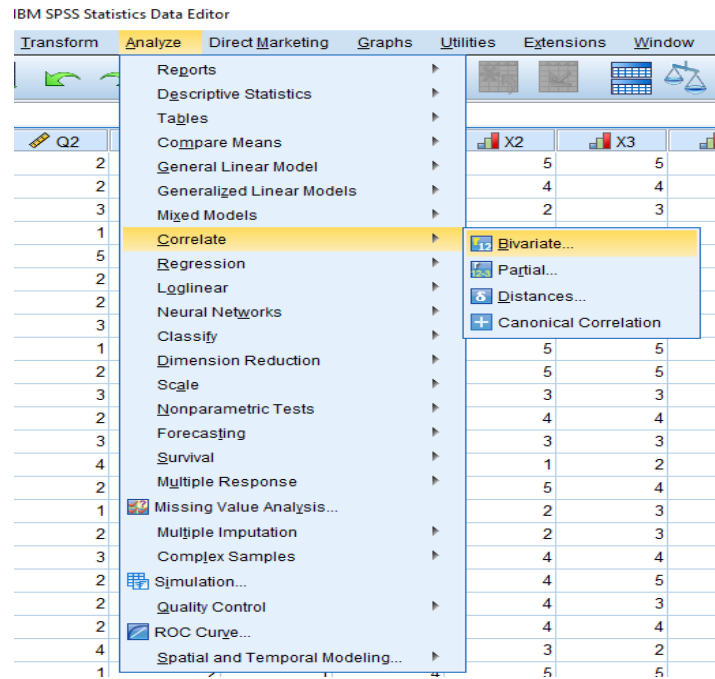 IBM SPSS Statistics Data Editor
Transform Analyze Direct Marketing Graphs Utilities Extensions Window
Reports
Descriptive Statistics
Tables
Compare Means
General Linear Model
Generalized Linear Models
Mixed Models
Correlate
Regression
Loglinear
Neural Networks
Classify
Dimension Reduction
Scale
Nonparametric Tests
Forecasting
Survival
Multiple Response
Missing Value Analysis...
Multiple Imputation
Complex Samples
Simulation...
Quality Control
ROC Curve...
Spatial and Temporal Modeling...
Bivariate...
Partial...
Distances...
Canonical Correlation
Q2 X2 X3
2 5 5
2 4 4
3 2 3
1
5
2
2
3
1 5 5
2 5 5
3 3 3
2 4 4
3 3 3
4 1 2
2 5 4
1 2 3
2 2 3
3 4 4
2 4 5
2 4 3
2 4 4
4 3 2
1 5 5